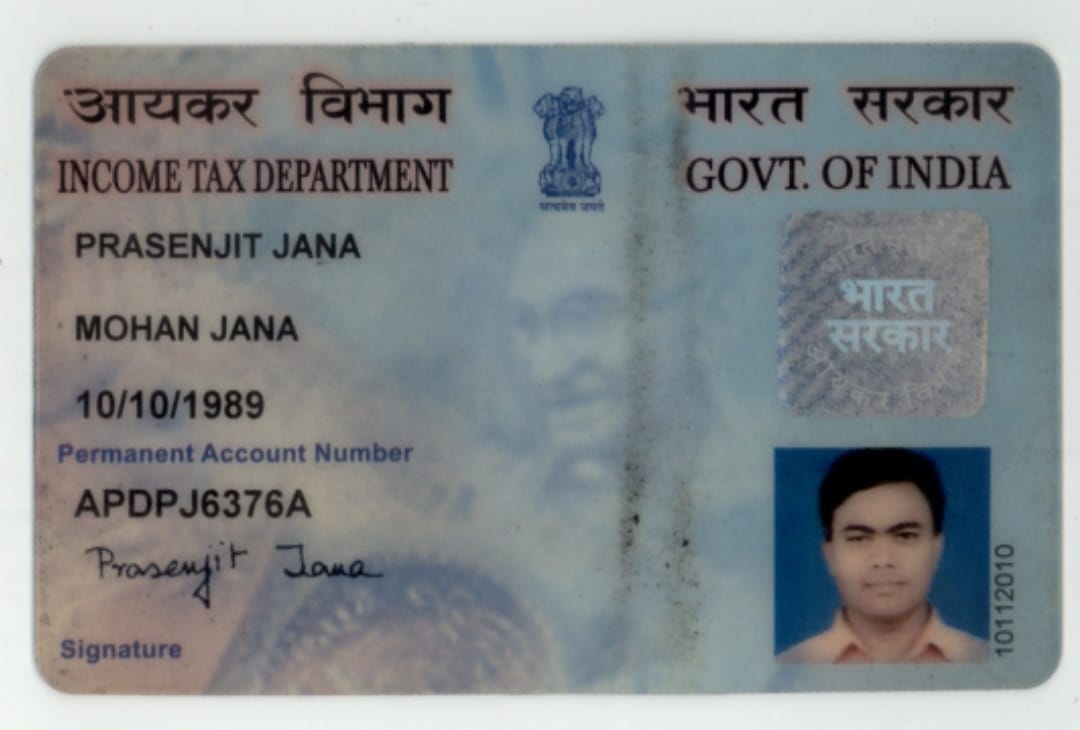 आयकर विभाग
INCOME TAX DEPARTMENT
सत्यमेव जयते
भारत सरकार
GOVT. OF INDIA
PRASENJIT JANA
MOHAN JANA
10/10/1989
Permanent Account Number
APDPJ6376A
Prasenjit Jana
Signature
भारत
सरकार
10112010